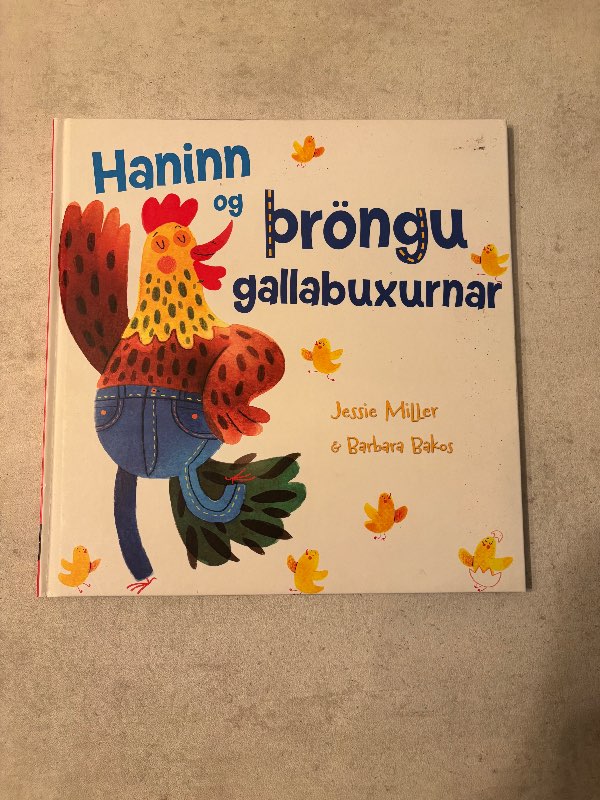 Haninn
og
þröngu
gallabuxurnar
Jessie Miller
& Barbara Bakos